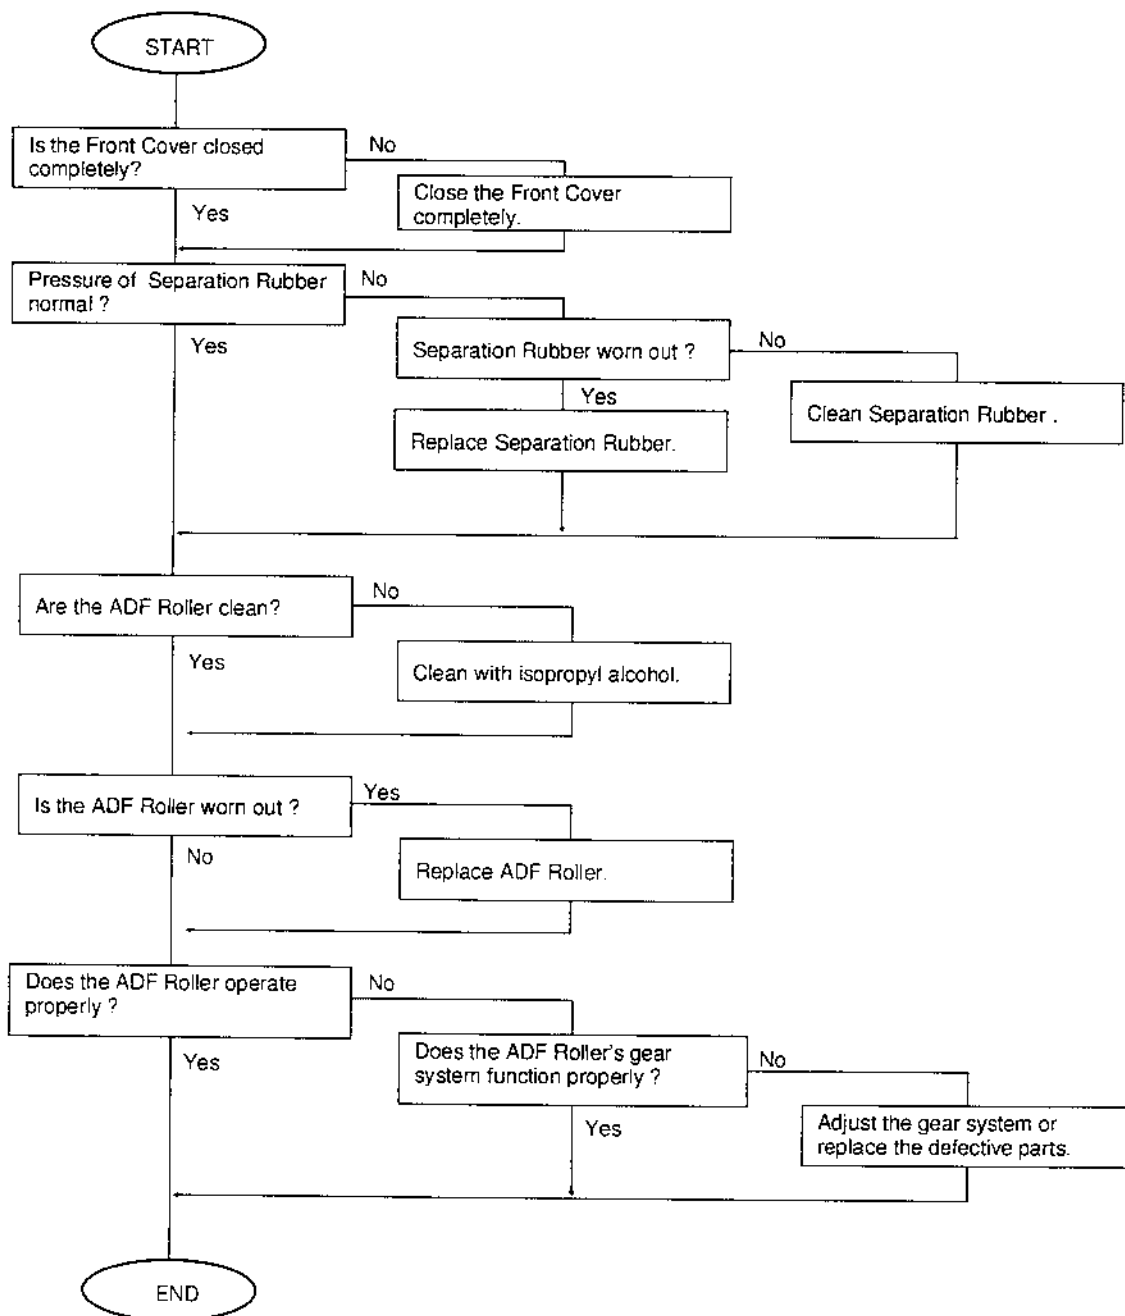 START
Is the Front Cover closed
completely?
No
Close the Front Cover
completely.
Yes
Pressure of Separation Rubber
normal ?
No
Yes
Separation Rubber worn out ?
No
Yes
Clean Separation Rubber .
Replace Separation Rubber.
Are the ADF Roller clean?
No
Yes
Clean with isopropyl alcohol.
Is the ADF Roller worn out ?
Yes
No
Replace ADF Roller.
Does the ADF Roller operate
properly ?
No
Yes
Does the ADF Roller's gear
system function properly ?
No
Yes
Adjust the gear system or
replace the defective parts.
END